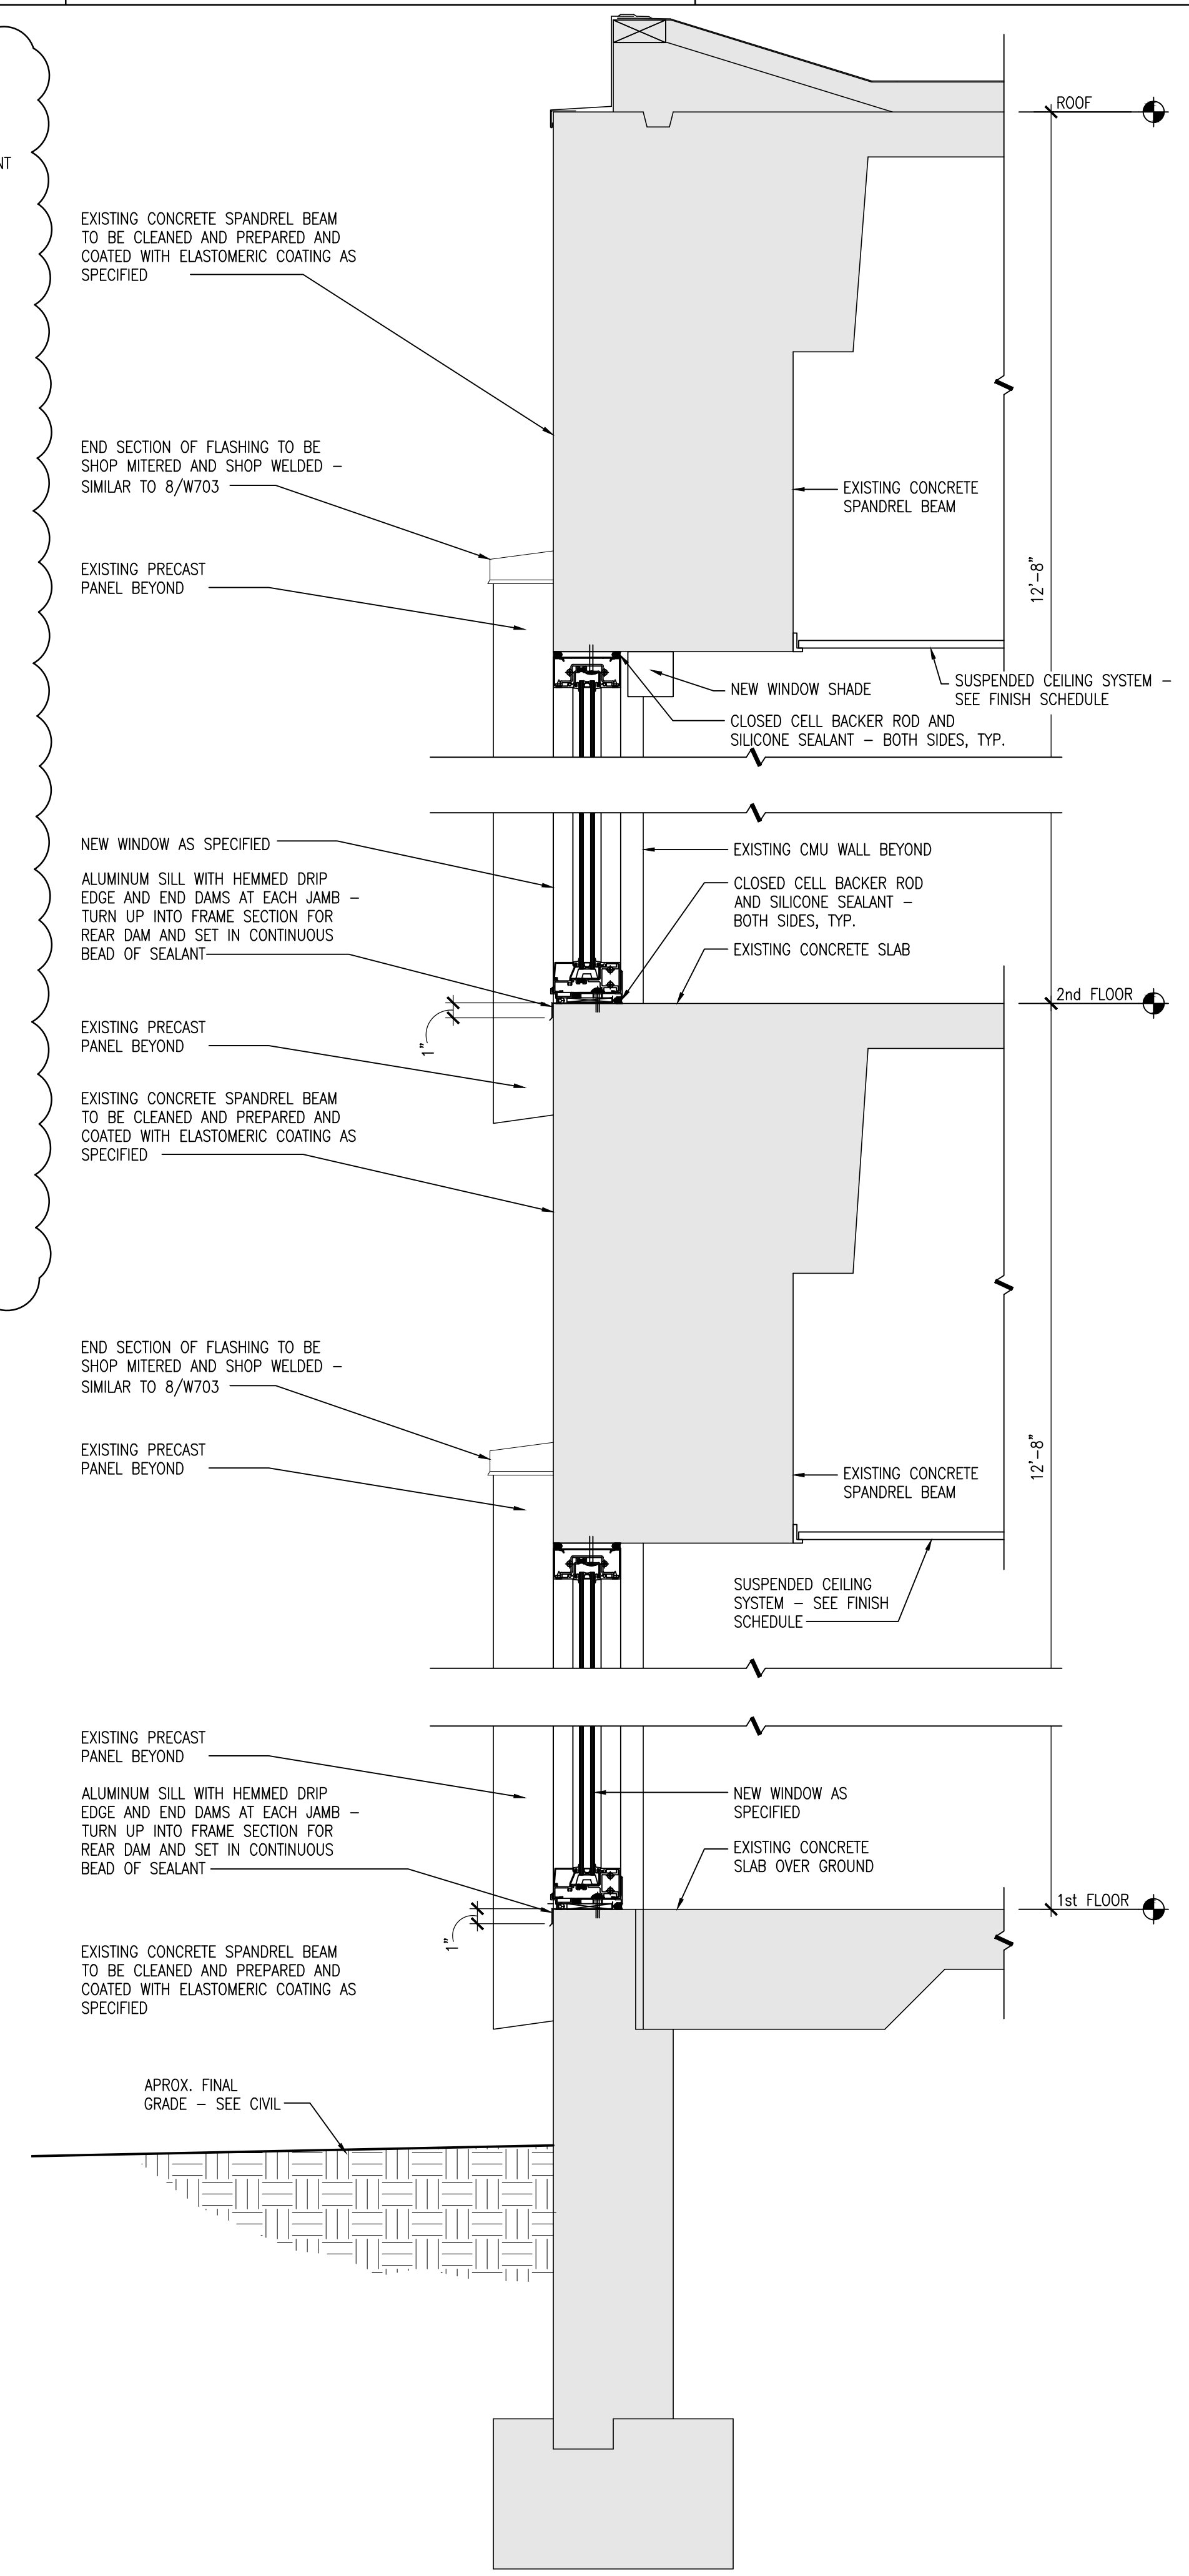 NT
ROOF
EXISTING CONCRETE SPANDREL BEAM
TO BE CLEANED AND PREPARED AND
COATED WITH ELASTOMERIC COATING AS
SPECIFIED
END SECTION OF FLASHING TO BE
SHOP MITERED AND SHOP WELDED –
SIMILAR TO 8/W703
EXISTING CONCRETE
SPANDREL BEAM
EXISTING PRECAST
PANEL BEYOND
12'–8"
NEW WINDOW SHADE
SUSPENDED CEILING SYSTEM –
SEE FINISH SCHEDULE
CLOSED CELL BACKER ROD AND
SILICONE SEALANT – BOTH SIDES, TYP.
NEW WINDOW AS SPECIFIED
EXISTING CMU WALL BEYOND
ALUMINUM SILL WITH HEMMED DRIP
EDGE AND END DAMS AT EACH JAMB –
TURN UP INTO FRAME SECTION FOR
REAR DAM AND SET IN CONTINUOUS
BEAD OF SEALANT
CLOSED CELL BACKER ROD
AND SILICONE SEALANT –
BOTH SIDES, TYP.
EXISTING CONCRETE SLAB
2nd FLOOR
1"
EXISTING PRECAST
PANEL BEYOND
EXISTING CONCRETE SPANDREL BEAM
TO BE CLEANED AND PREPARED AND
COATED WITH ELASTOMERIC COATING AS
SPECIFIED
END SECTION OF FLASHING TO BE
SHOP MITERED AND SHOP WELDED –
SIMILAR TO 8/W703
EXISTING PRECAST
PANEL BEYOND
12'–8"
EXISTING CONCRETE
SPANDREL BEAM
SUSPENDED CEILING
SYSTEM – SEE FINISH
SCHEDULE
EXISTING PRECAST
PANEL BEYOND
ALUMINUM SILL WITH HEMMED DRIP
EDGE AND END DAMS AT EACH JAMB –
TURN UP INTO FRAME SECTION FOR
REAR DAM AND SET IN CONTINUOUS
BEAD OF SEALANT
NEW WINDOW AS
SPECIFIED
EXISTING CONCRETE
SLAB OVER GROUND
1st FLOOR
1"
EXISTING CONCRETE SPANDREL BEAM
TO BE CLEANED AND PREPARED AND
COATED WITH ELASTOMERIC COATING AS
SPECIFIED
APROX. FINAL
GRADE – SEE CIVIL